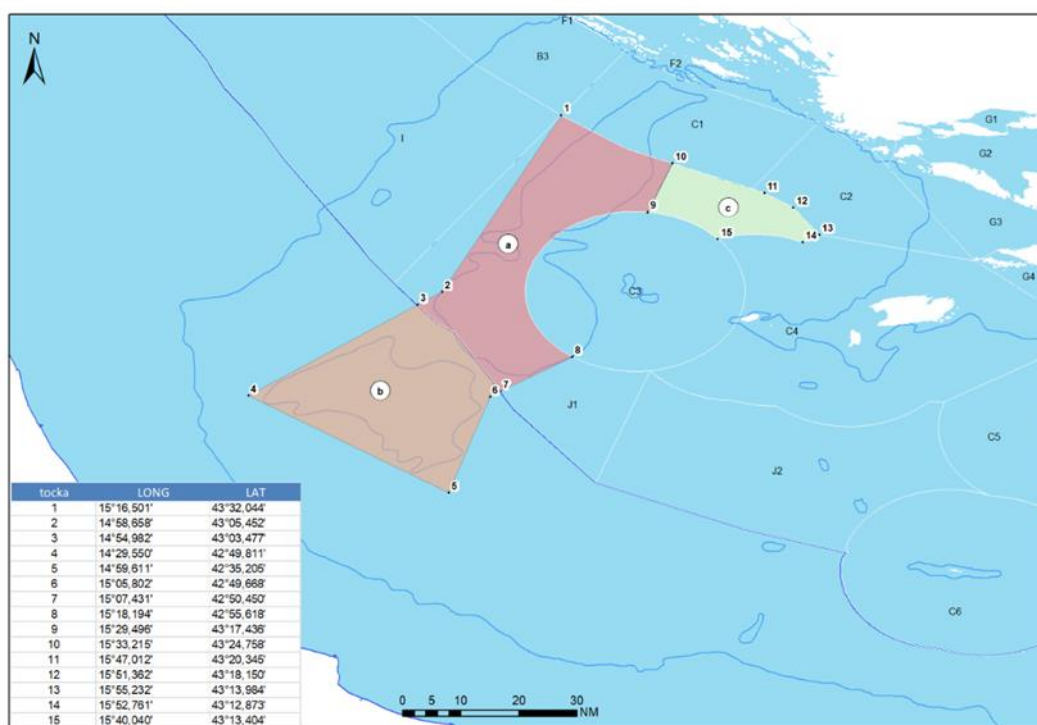 F1
N
B3
F2
G1
1
C1
I
G2
10
11
C2
9
c
12
G3
15
14
13
a
G4
2
C3
3
C4
8
4
b
6
7
J1
C5
J2
5
tocka LONG LAT
1 15°16,501' 43°32,044'
2 14°58,658' 43°05,452'
3 14°54,982' 43°03,477'
4 14°29,550' 42°49,811'
5 14°59,611' 42°35,205'
6 15°05,802' 42°49,668'
7 15°07,431' 42°50,450'
8 15°18,194' 42°55,618'
9 15°29,496' 43°17,436'
10 15°33,215' 43°24,758'
11 15°47,012' 43°20,345'
12 15°51,362' 43°18,150'
13 15°55,232' 43°13,984'
14 15°52,761' 43°12,873'
15 15°40,040' 43°13,404'
C6
0 5 10 20 30
NM